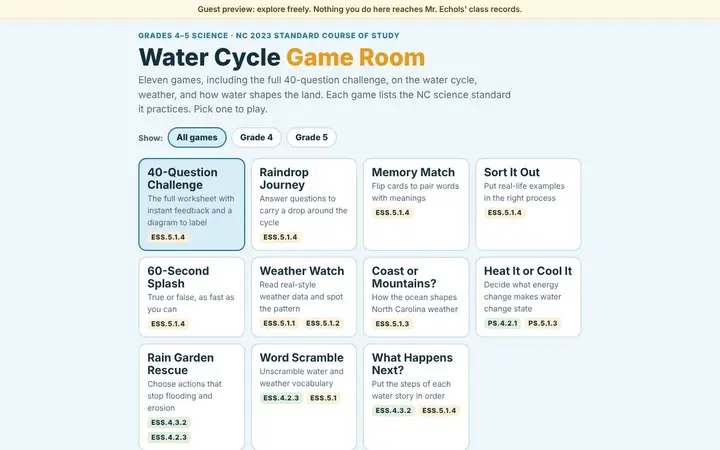 Guest preview: explore freely. Nothing you do here reaches Mr. Echols' class records.
GRADES 4–5 SCIENCE · NC 2023 STANDARD COURSE OF STUDY
Water Cycle Game Room
Eleven games, including the full 40-question challenge, on the water cycle,
weather, and how water shapes the land. Each game lists the NC science standard
it practices. Pick one to play.
Show: All games Grade 4 Grade 5
40-Question
Challenge
The full worksheet with
instant feedback and a
diagram to label
ESS.5.1.4
Raindrop
Journey
Answer questions to
carry a drop around the
cycle
ESS.5.1.4
Memory Match
Flip cards to pair words
with meanings
ESS.5.1.4
Sort It Out
Put real-life examples
in the right process
ESS.5.1.4
60-Second
Splash
True or false, as fast as
you can
ESS.5.1.4
Weather Watch
Read real-style
weather data and spot
the pattern
ESS.5.1.1 ESS.5.1.2
Coast or
Mountains?
How the ocean shapes
North Carolina weather
ESS.5.1.3
Heat It or Cool It
Decide what energy
change makes water
change state
PS.4.2.1 PS.5.1.3
Rain Garden
Rescue
Choose actions that
stop flooding and
erosion
ESS.4.3.2
ESS.4.2.3
Word Scramble
Unscramble water and
weather vocabulary
ESS.4.2.3 ESS.5.1
What Happens
Next?
Put the steps of each
water story in order
ESS.4.3.2 ESS.5.1.4